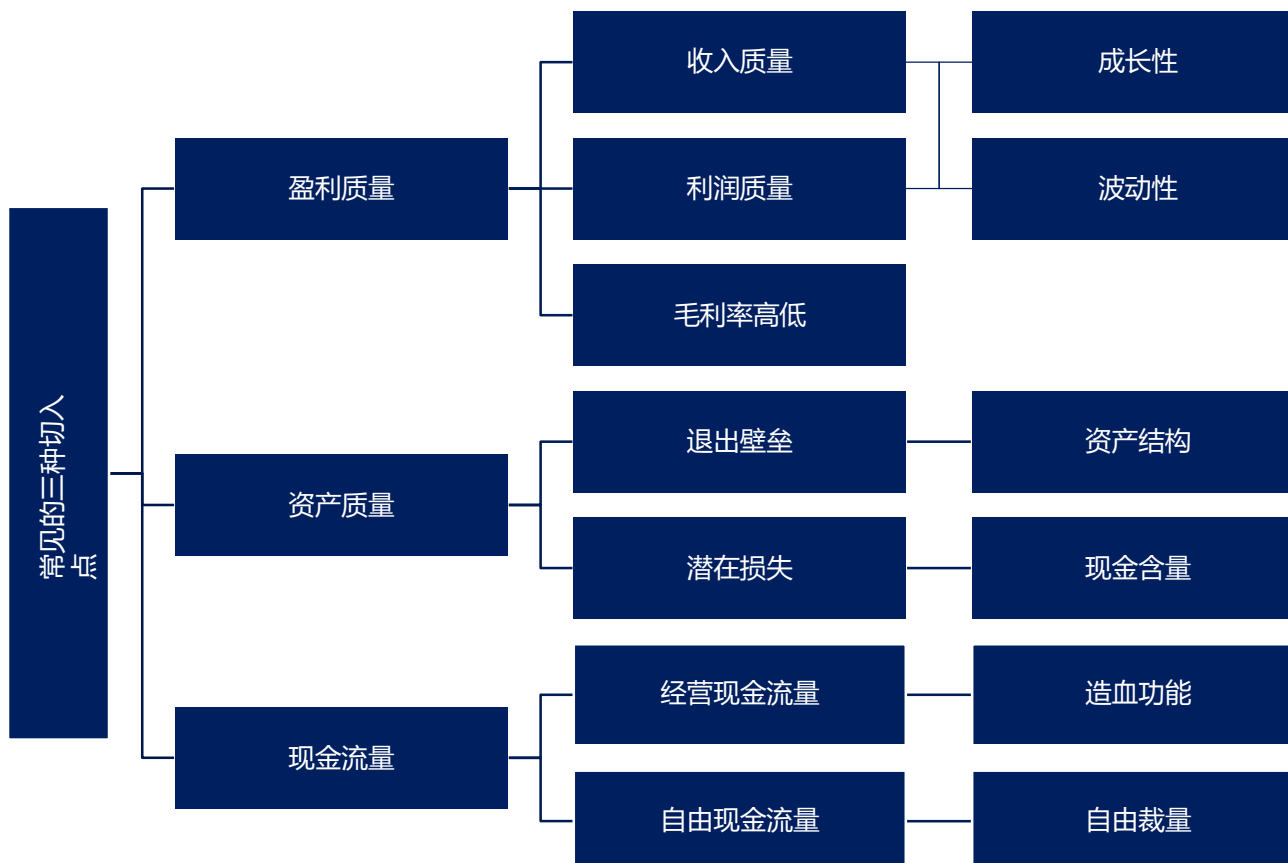 常见的三种切入
点
盈利质量
收入质量
成长性
利润质量
波动性
毛利率高低
资产质量
退出壁垒
资产结构
潜在损失
现金含量
现金流量
经营现金流量
造血功能
自由现金流量
自由裁量